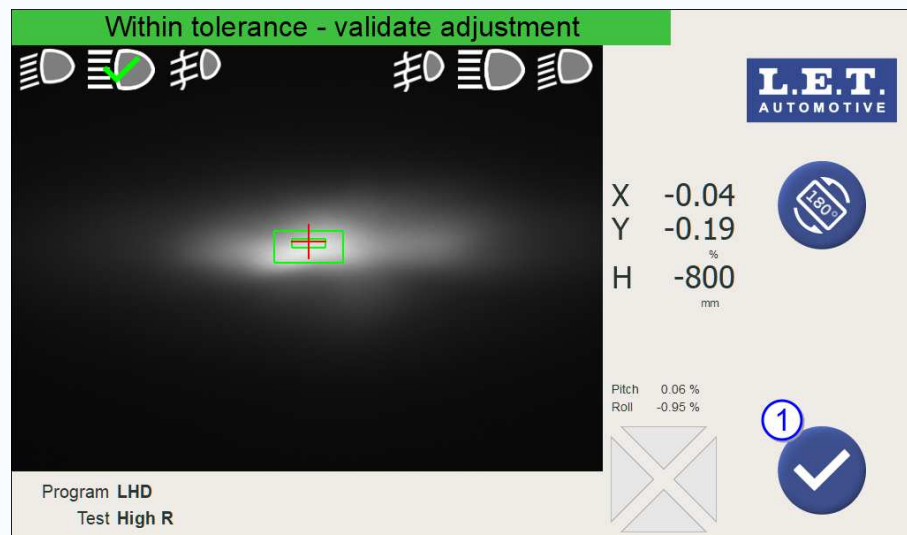 Within tolerance - validate adjustment
L.E.T.
AUTOMOTIVE
180°
X -0.04
Y -0.19
%
H -800
mm
Pitch 0.06 %
Roll -0.95 %
1
Program LHD
Test High R